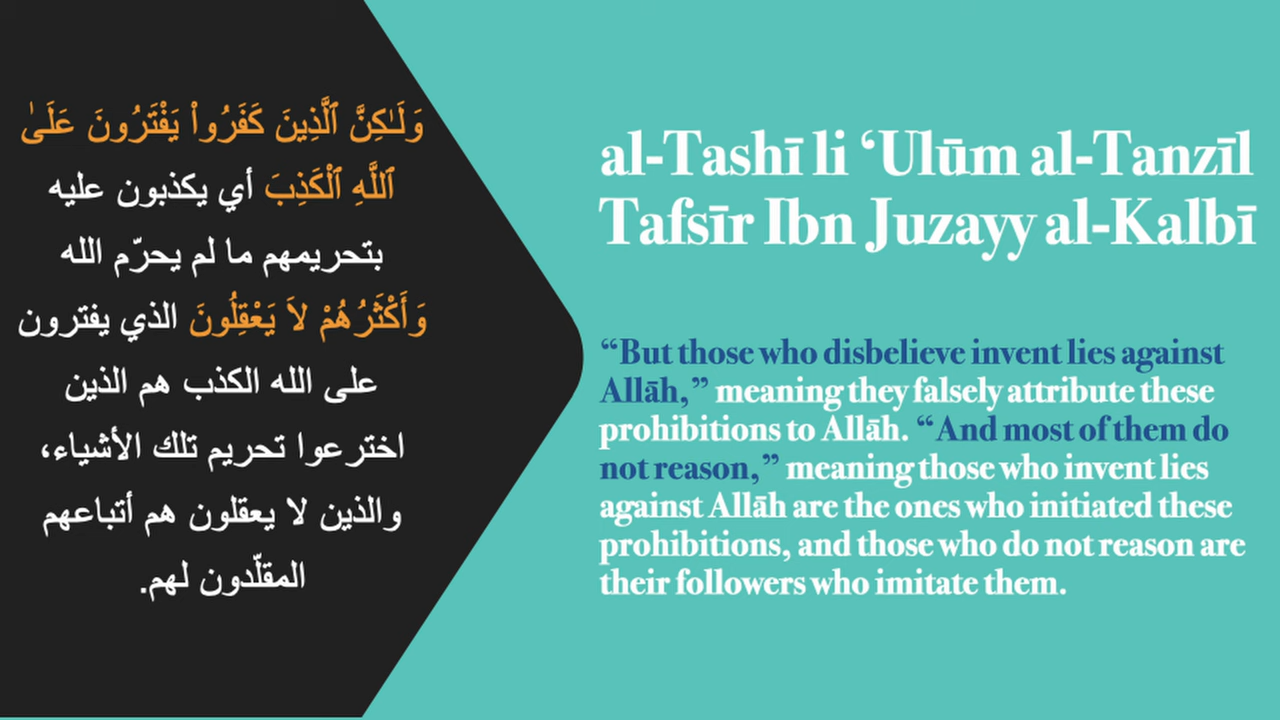 وَلَـٰكِنَّ ٱلَّذِينَ كَفَرُواْ يَفْتَرُونَ عَلَىٰ
ٱللَّهِ ٱلْكَذِبَ أي يكذبون عليه
بتحريمهم ما لم يحرّم الله
وَأَكْثَرُهُمْ لاَ يَعْقِلُونَ الذي يفترون
على الله الكذب هم الذين
اخترعوا تحريم تلك الأشياء،
والذين لا يعقلون هم أتباعهم
المقلّدون لهم.
al-Tashī li ‘Ulūm al-Tanzīl
Tafsīr Ibn Juzayy al-Kalbī
“But those who disbelieve invent lies against
Allāh,” meaning they falsely attribute these
prohibitions to Allāh. “And most of them do
not reason,” meaning those who invent lies
against Allāh are the ones who initiated these
prohibitions, and those who do not reason are
their followers who imitate them.